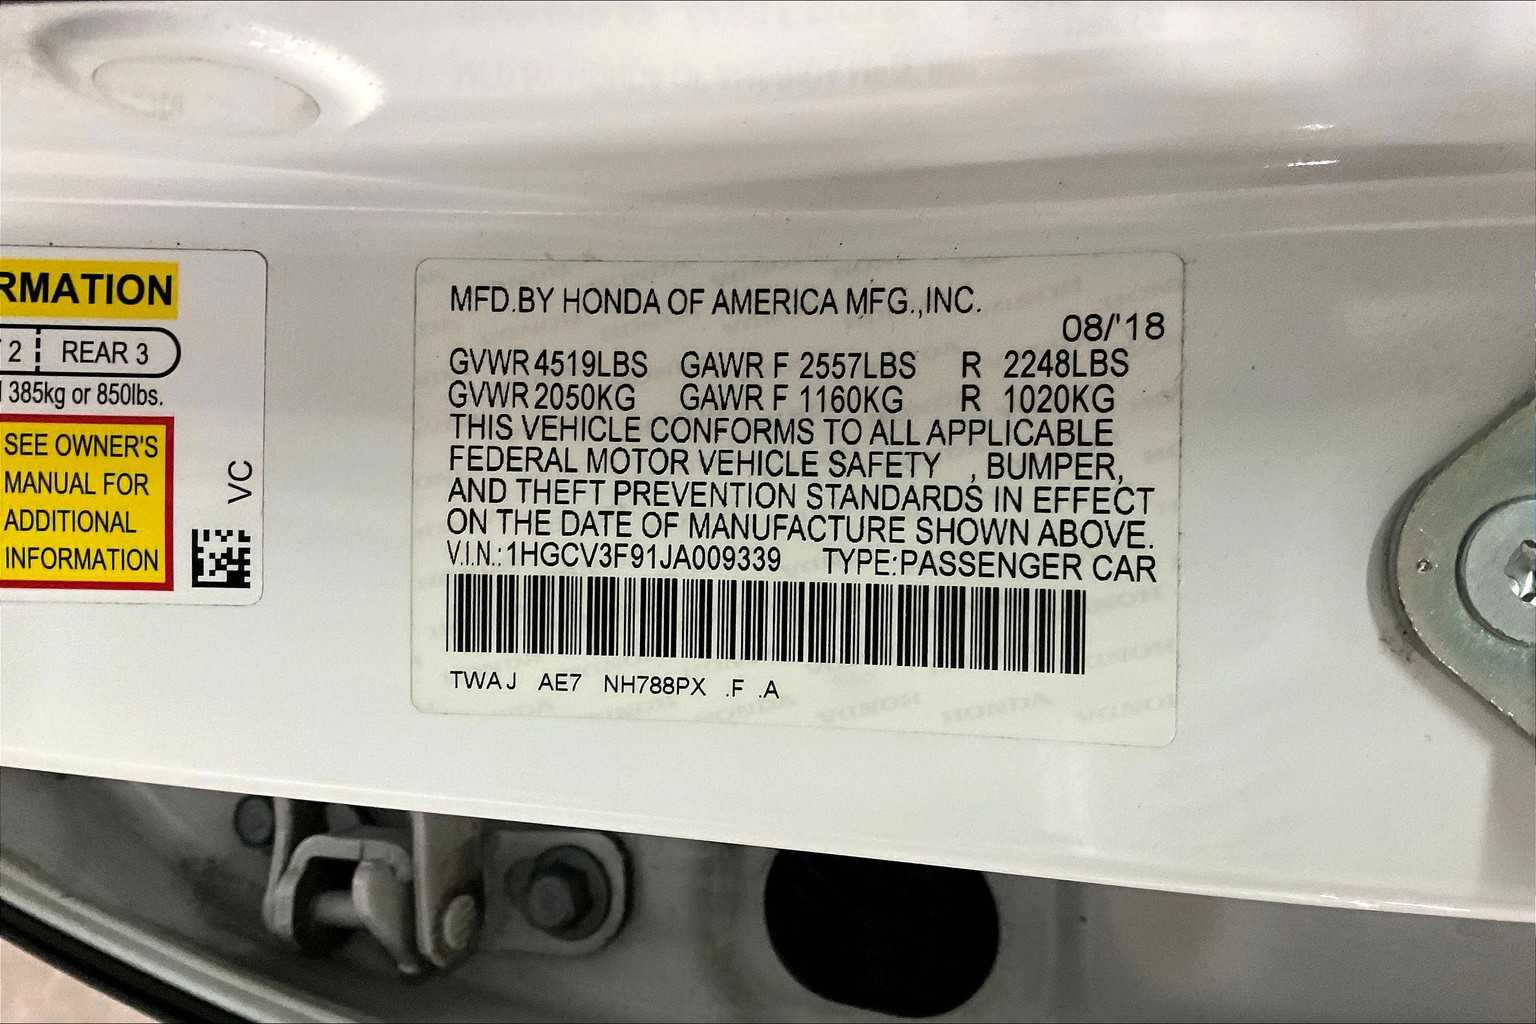 RMATION
2 REAR 3
385kg or 850lbs.
SEE OWNER'S
MANUAL FOR
ADDITIONAL
INFORMATION
VC
MFD.BY HONDA OF AMERICA MFG.,INC.
08/'18
GVWR 4519LBS GAWR F 2557LBS R 2248LBS
GVWR 2050KG GAWR F 1160KG R 1020KG
THIS VEHICLE CONFORMS TO ALL APPLICABLE
FEDERAL MOTOR VEHICLE SAFETY , BUMPER,
AND THEFT PREVENTION STANDARDS IN EFFECT
ON THE DATE OF MANUFACTURE SHOWN ABOVE.
V.I.N.: 1HGCV3F91JA009339 TYPE:PASSENGER CAR
TWAJ AE7 NH788PX .F .A
HONDA